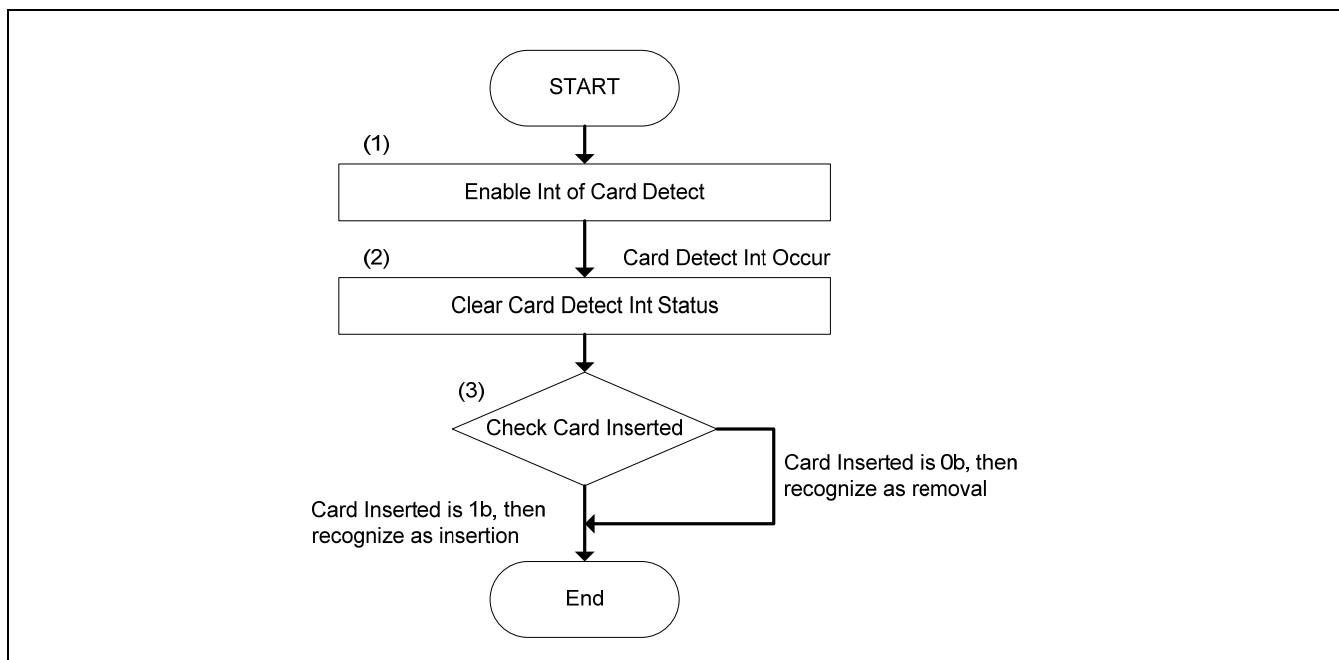 START
(1)
Enable Int of Card Detect
Card Detect Int Occur
(2)
Clear Card Detect Int Status
(3)
Check Card Inserted
Card Inserted is 0b, then
recognize as removal
Card Inserted is 1b, then
recognize as insertion
End